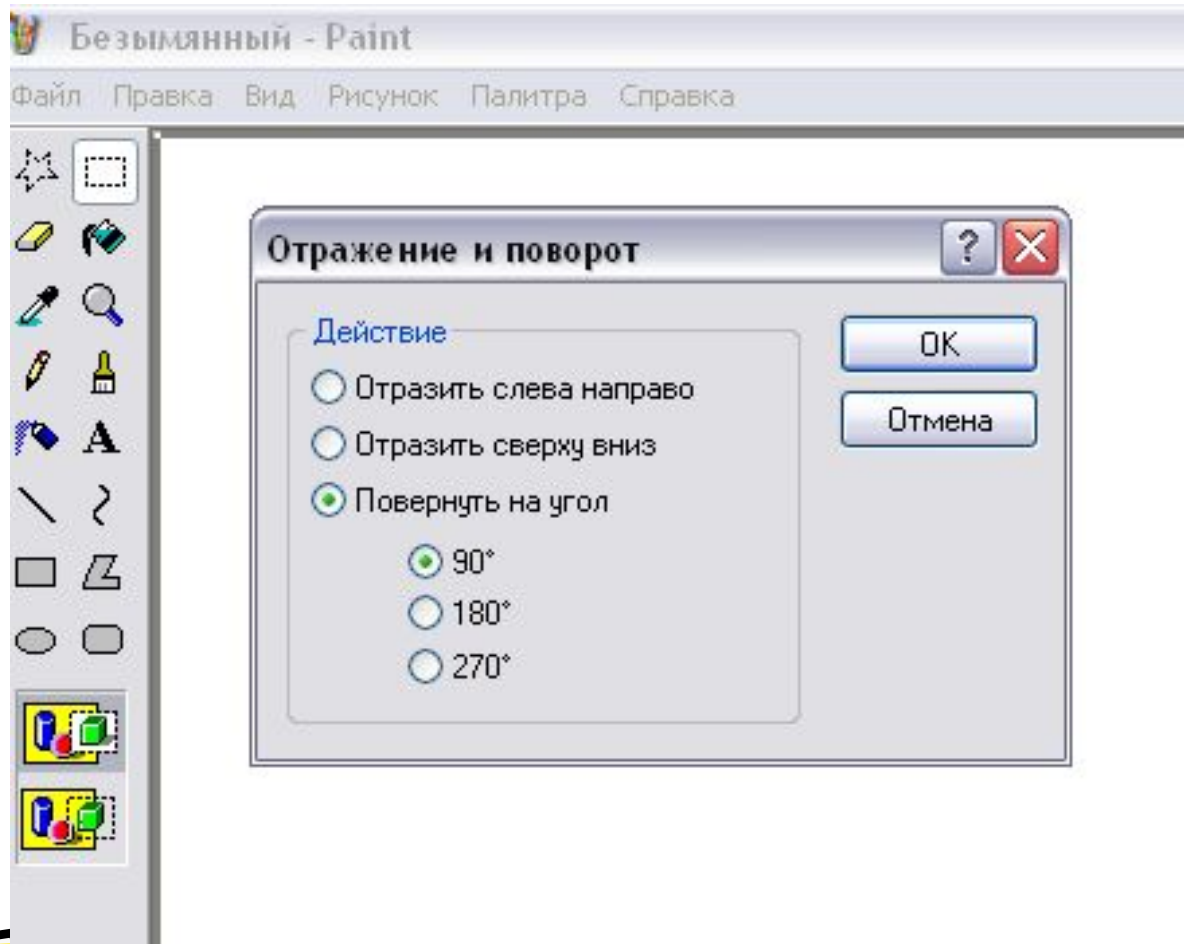 Безымянный - Paint
Файл Правка Вид Рисунок Палитра Справка
A
Отражение и поворот
?
Действие
Отразить слева направо
Отразить сверху вниз
Повернуть на угол
90°
180°
270°
OK
Отмена